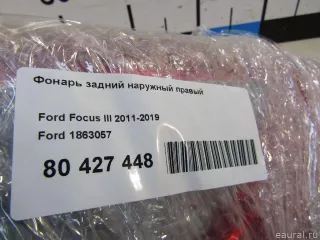 Фонарь задний наружный правый
Ford Focus III 2011-2019
Ford 1863057
80 427 448
eaural.ru